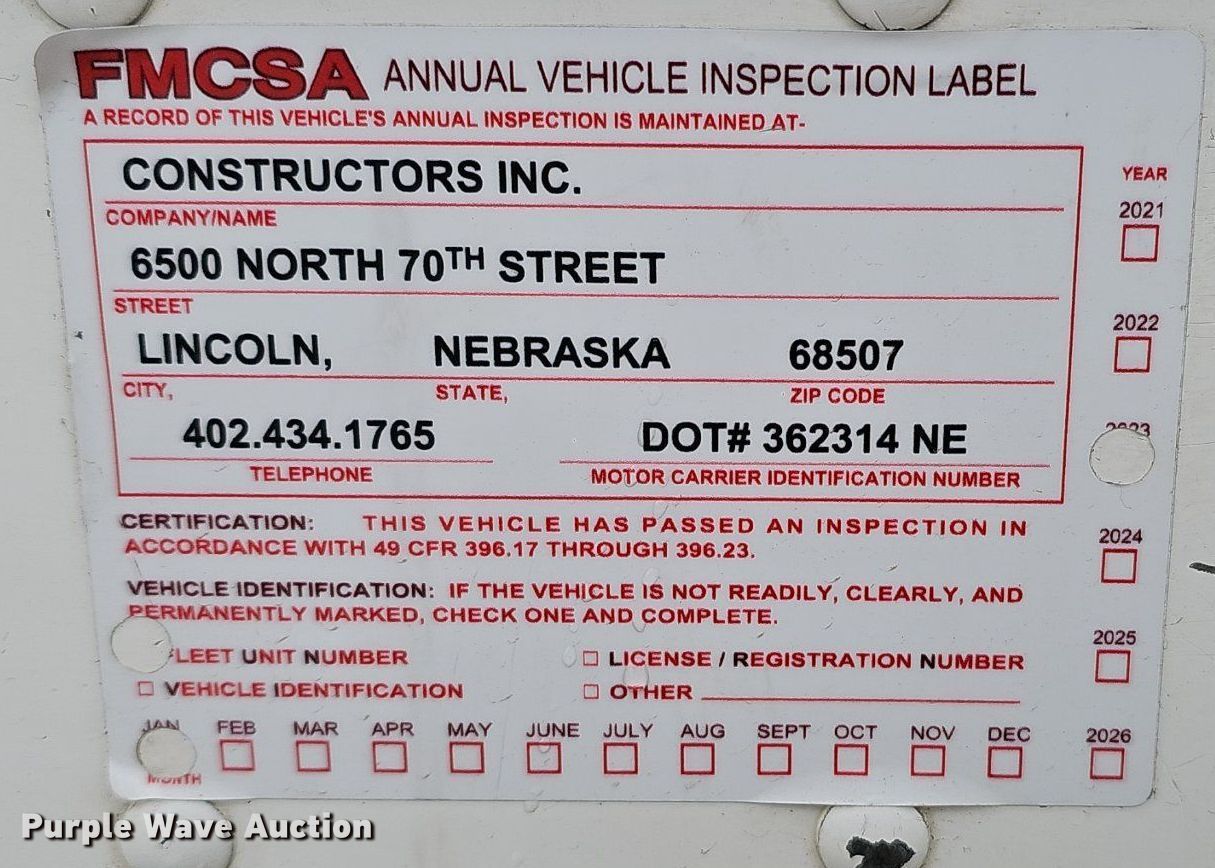 FMCSA ANNUAL VEHICLE INSPECTION LABEL
A RECORD OF THIS VEHICLE'S ANNUAL INSPECTION IS MAINTAINED AT-
CONSTRUCTORS INC.
COMPANY/NAME
6500 NORTH 70TH STREET
STREET
LINCOLN, NEBRASKA 68507
CITY, STATE, ZIP CODE
402.434.1765 DOT# 362314 NE
TELEPHONE MOTOR CARRIER IDENTIFICATION NUMBER
CERTIFICATION: THIS VEHICLE HAS PASSED AN INSPECTION IN
ACCORDANCE WITH 49 CFR 396.17 THROUGH 396.23.
VEHICLE IDENTIFICATION: IF THE VEHICLE IS NOT READILY, CLEARLY, AND
PERMANENTLY MARKED, CHECK ONE AND COMPLETE.
FLEET UNIT NUMBER LICENSE / REGISTRATION NUMBER
VEHICLE IDENTIFICATION OTHER
JAN FEB MAR APR MAY JUNE JULY AUG SEPT OCT NOV DEC
MONTH
YEAR
2021
2022
2023
2024
2025
2026
Purple Wave Auction